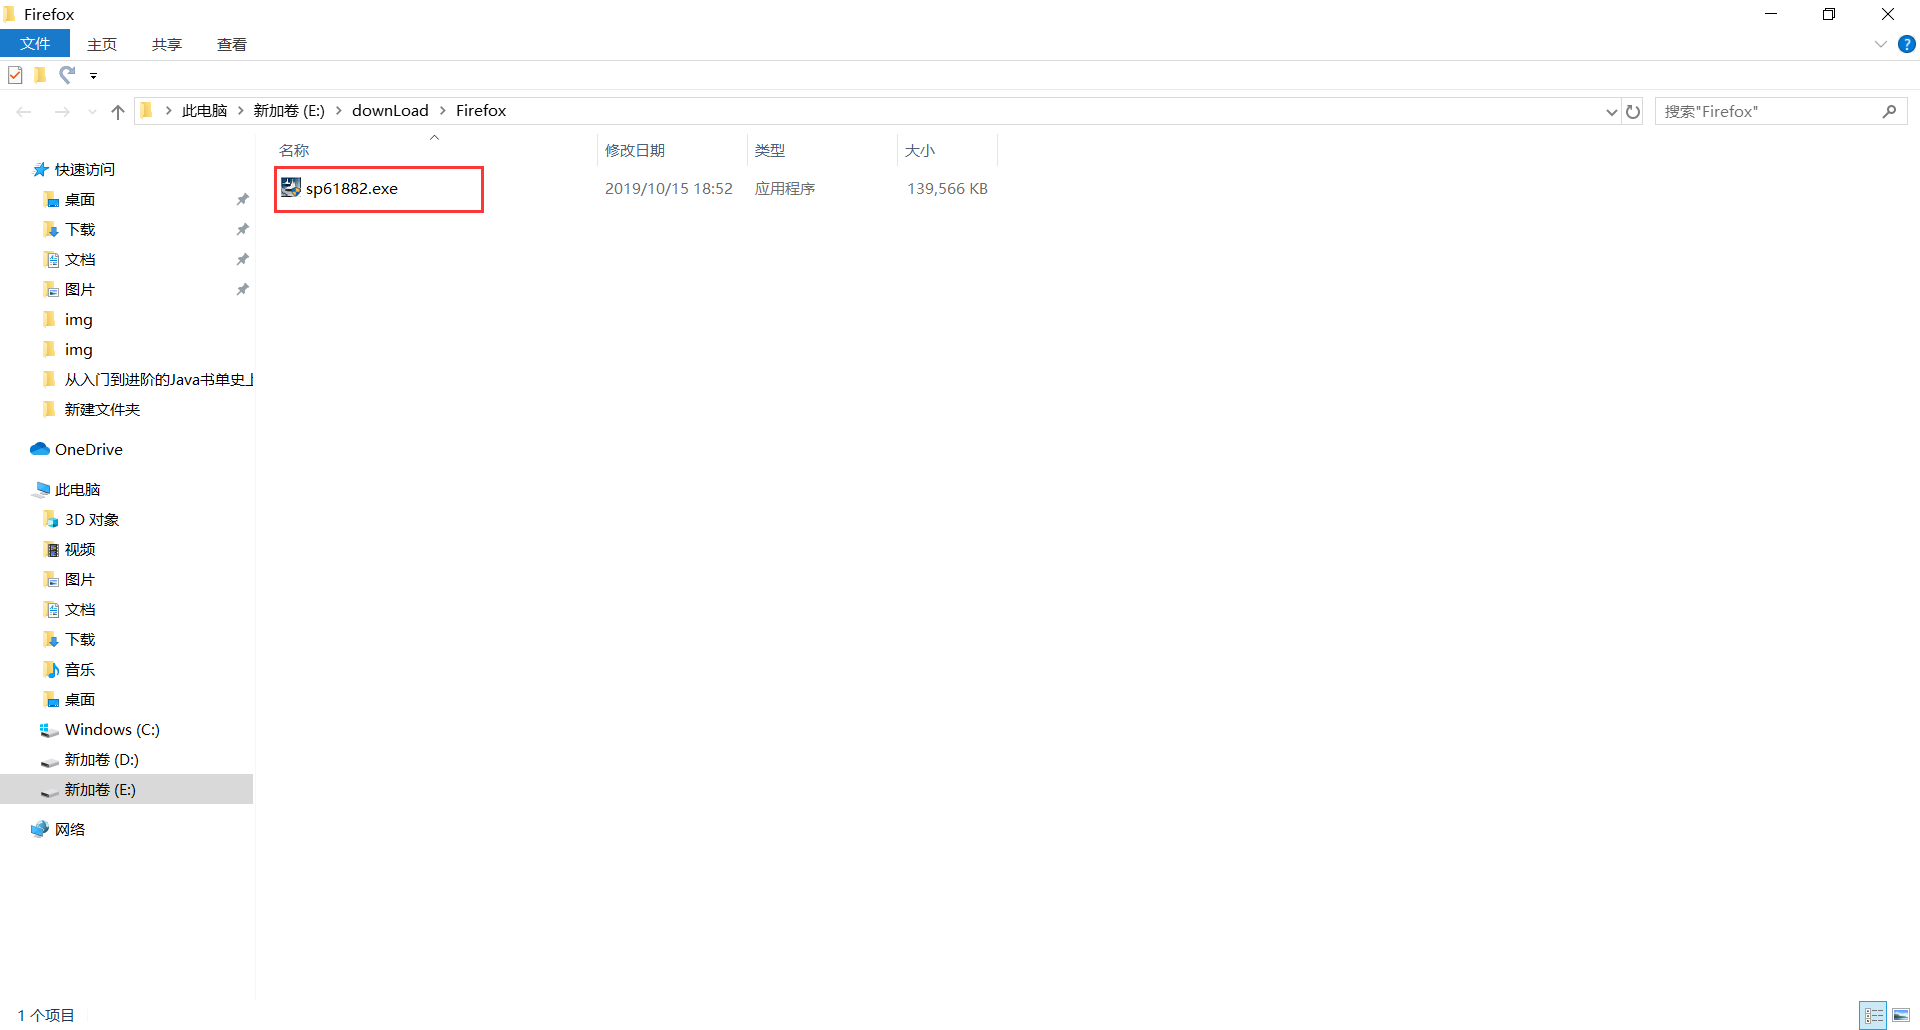 Firefox
文件 主页 共享 查看
此电脑 新加卷 (E:) downLoad Firefox
搜索"Firefox"
名称 修改日期 类型 大小
sp61882.exe 2019/10/15 18:52 应用程序 139,566 KB
快速访问
桌面
下载
文档
图片
img
img
从入门到进阶的Java书单史上
新建文件夹
OneDrive
此电脑
3D 对象
视频
图片
文档
下载
音乐
桌面
Windows (C:)
新加卷 (D:)
新加卷 (E:)
网络
1 个项目